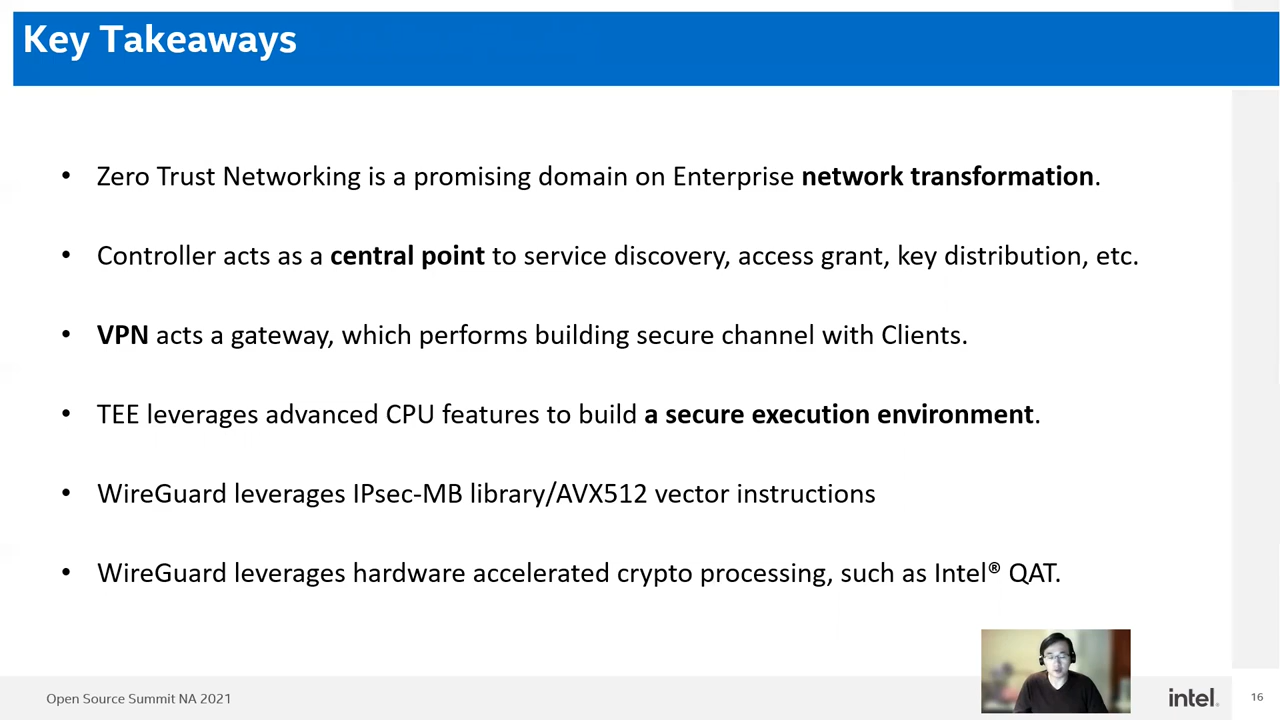 Key Takeaways
• Zero Trust Networking is a promising domain on Enterprise network transformation.
• Controller acts as a central point to service discovery, access grant, key distribution, etc.
• VPN acts a gateway, which performs building secure channel with Clients.
• TEE leverages advanced CPU features to build a secure execution environment.
• WireGuard leverages IPsec-MB library/AVX512 vector instructions
• WireGuard leverages hardware accelerated crypto processing, such as Intel® QAT.
Open Source Summit NA 2021
intel.
16